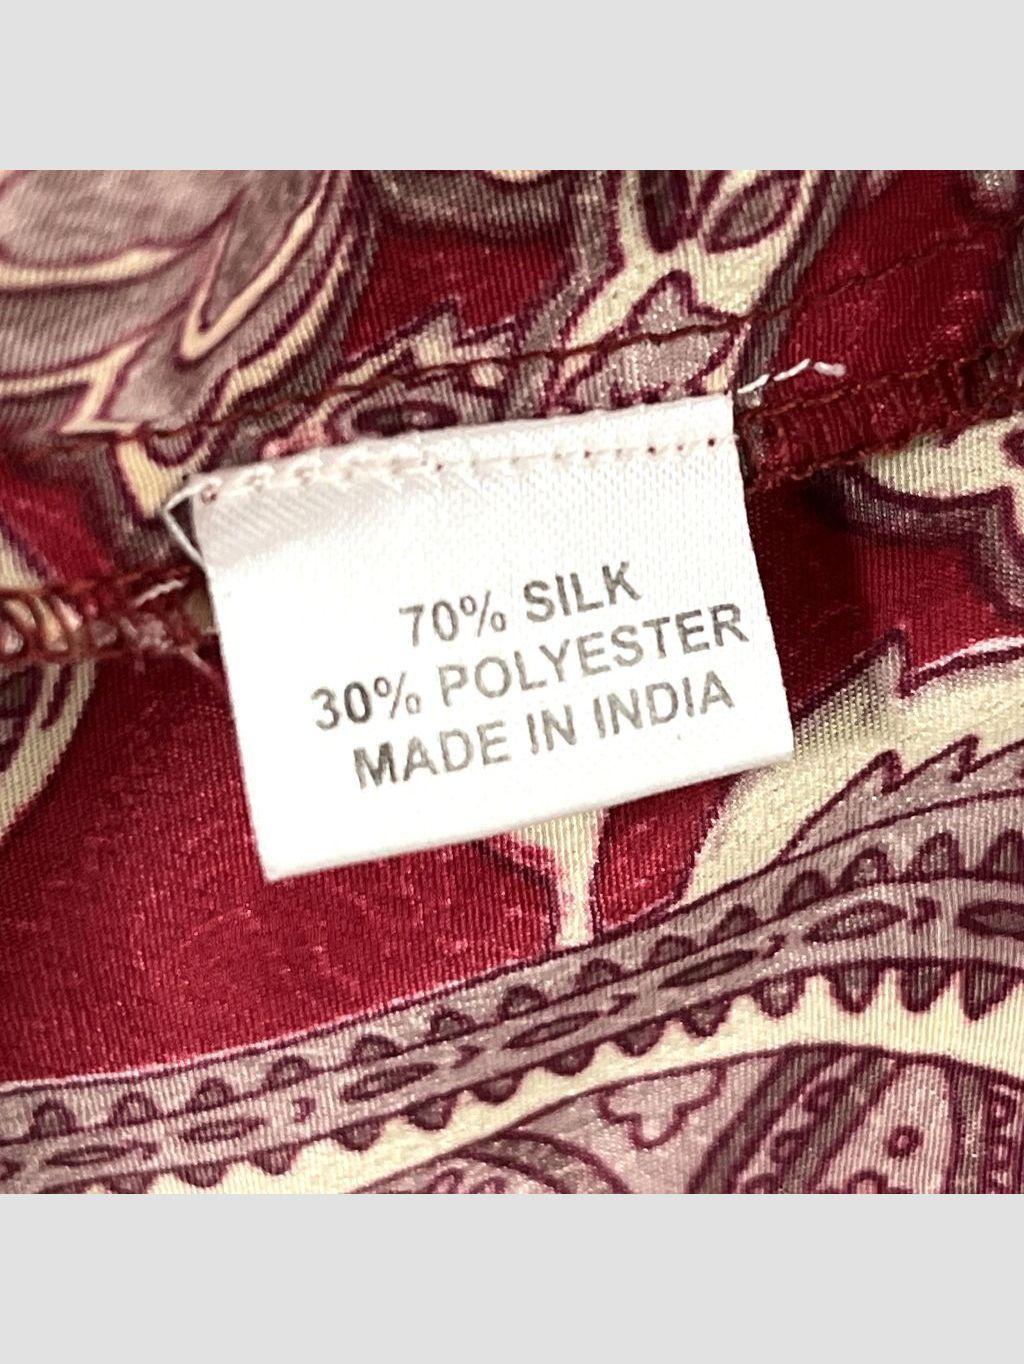 70% SILK
30% POLYESTER
MADE IN INDIA